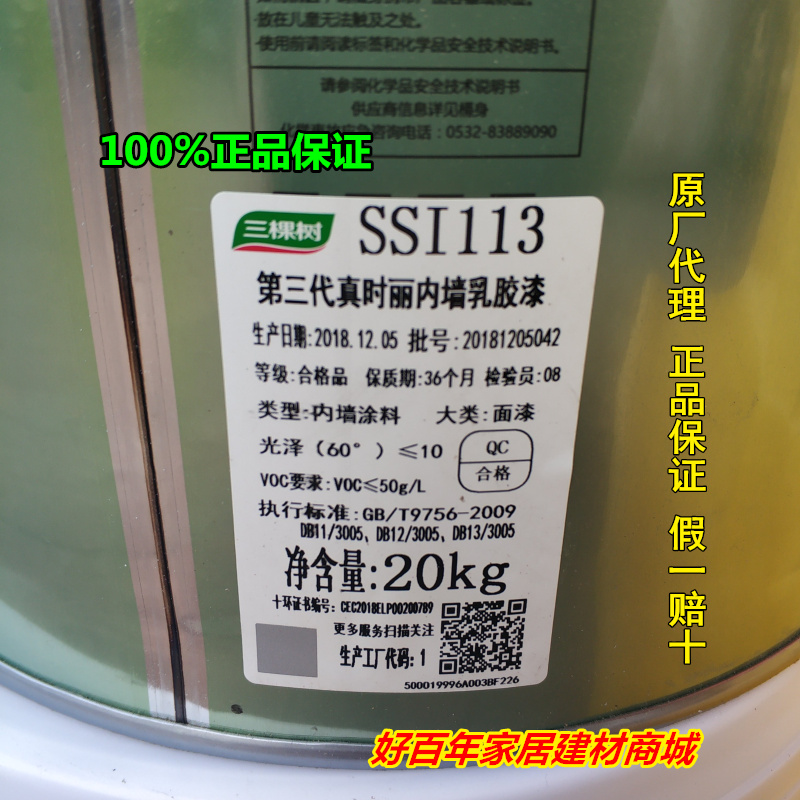 放在儿童无法触及之处。
使用前请阅读标签和化学品安全技术说明书。
请参阅化学品安全技术说明书
供应商信息详见桶身
咨询电话：0532-83889090
100%正品保证
三棵树 SSI113
第三代真时丽内墙乳胶漆
生产日期:2018.12.05 批号:20181205042
等级:合格品 保质期:36个月 检验员:08
类型:内墙涂料 大类:面漆
光泽（60°）≤10 QC
合格
VOC要求:VOC≤50g/L
执行标准:GB/T9756-2009
DB11/3005、DB12/3005、DB13/3005
净含量:20kg
十环证书编号: CEC2018ELP00200789
更多服务扫描关注
生产工厂代码:1
500019996A003BF226
原厂代理 正品保证 假一赔十
好百年家居建材商城